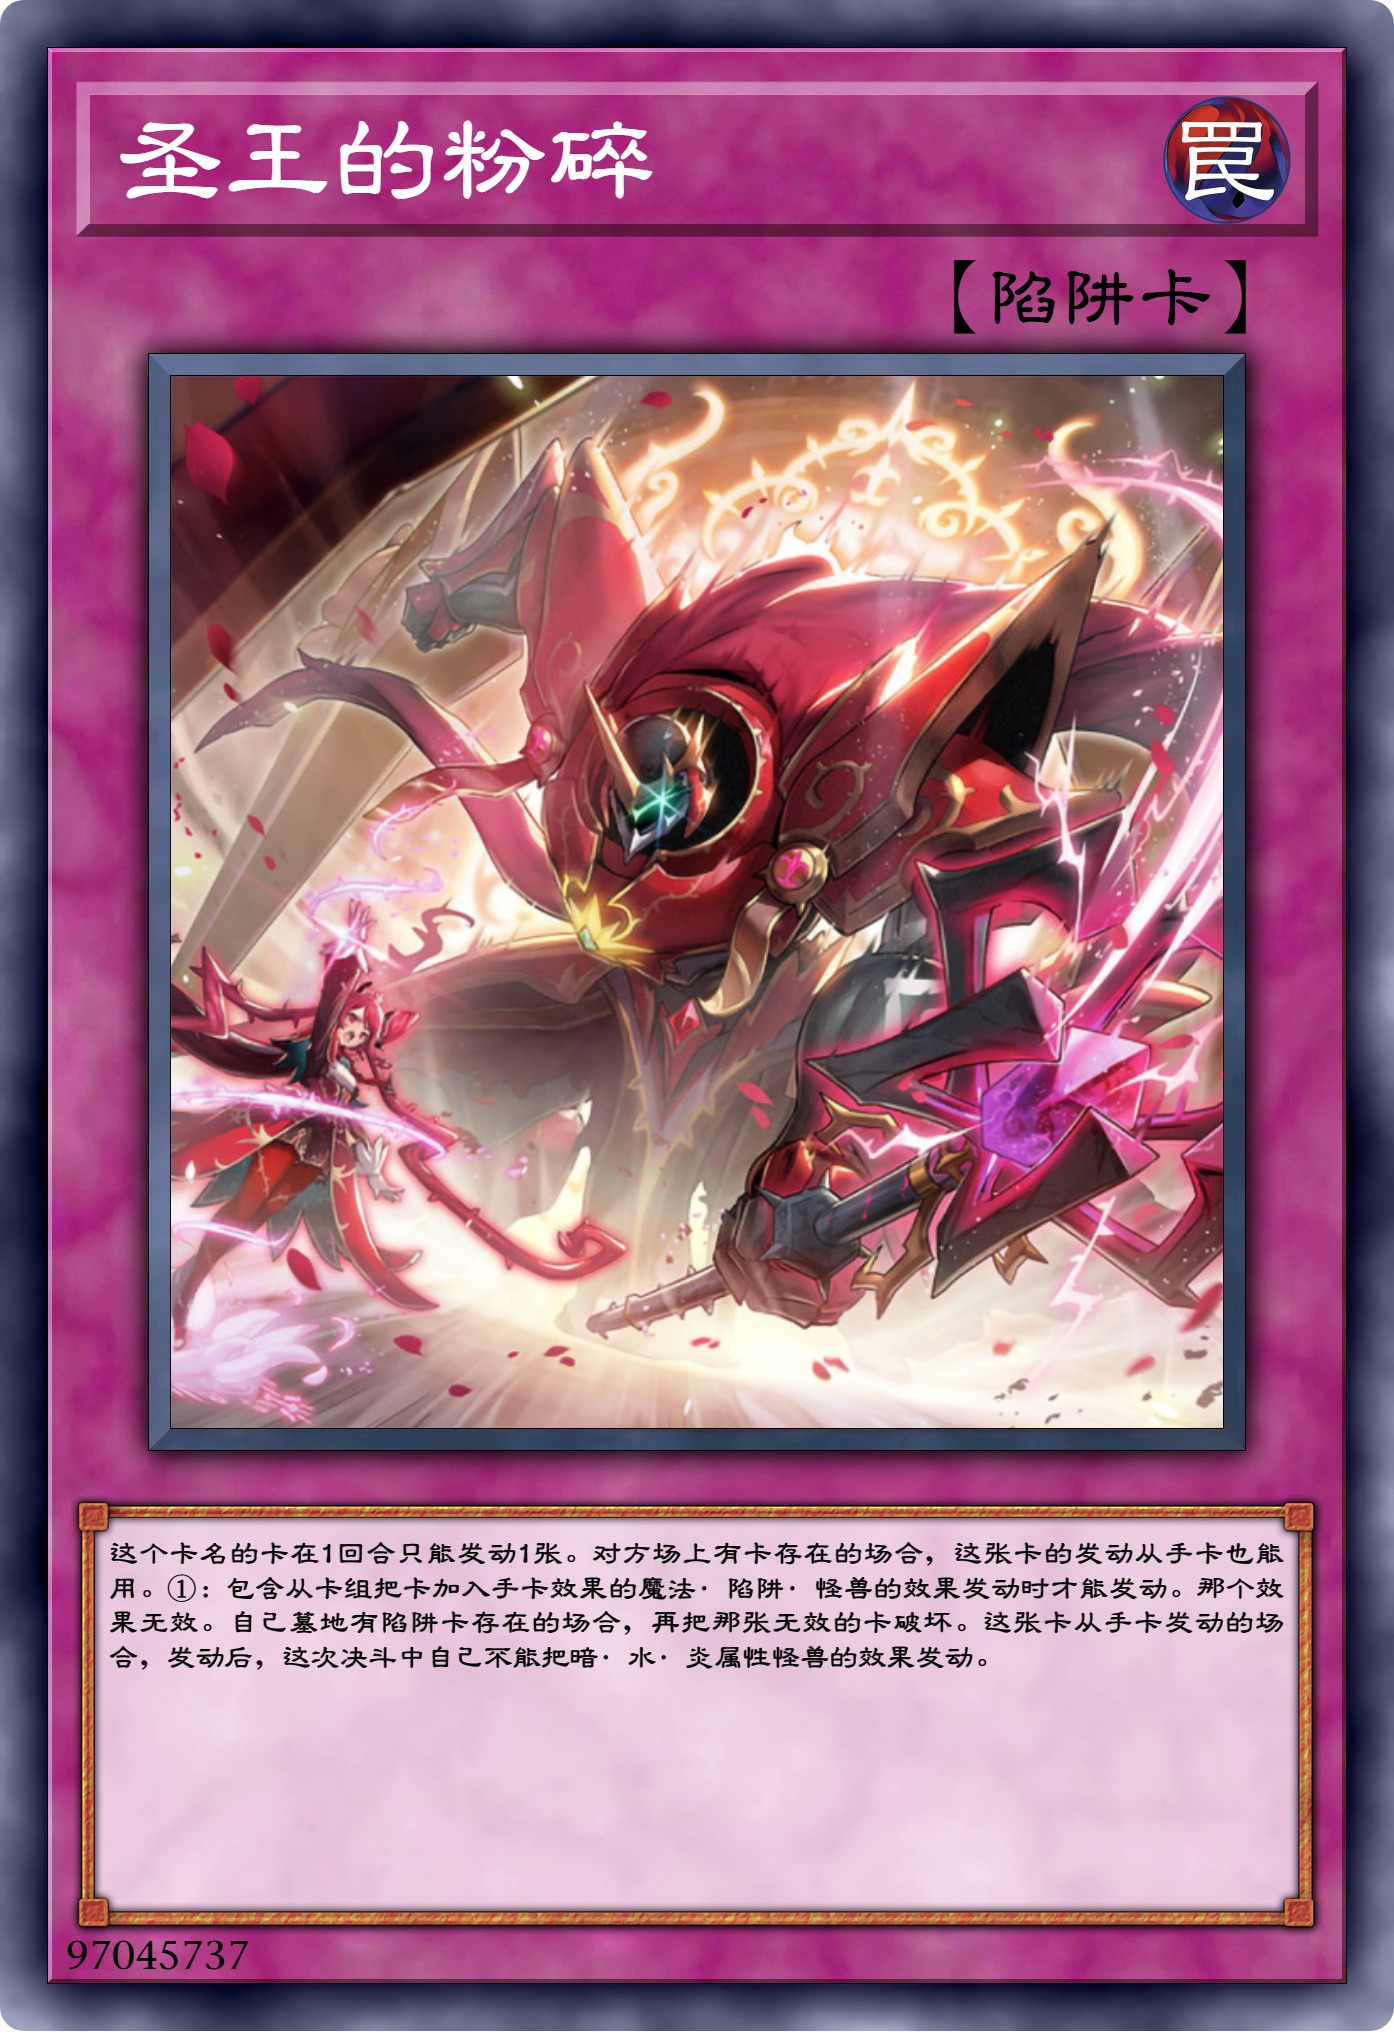 圣王的粉碎
罠
【陷阱卡】
这个卡名的卡在1回合只能发动1张。对方场上有卡存在的场合，这张卡的发动从手卡也能
用。①：包含从卡组把卡加入手卡效果的魔法·陷阱·怪兽的效果发动时才能发动。那个效
果无效。自己墓地有陷阱卡存在的场合，再把那张无效的卡破坏。这张卡从手卡发动的场
合，发动后，这次决斗中自己不能把暗·水·炎属性怪兽的效果发动。
97045737